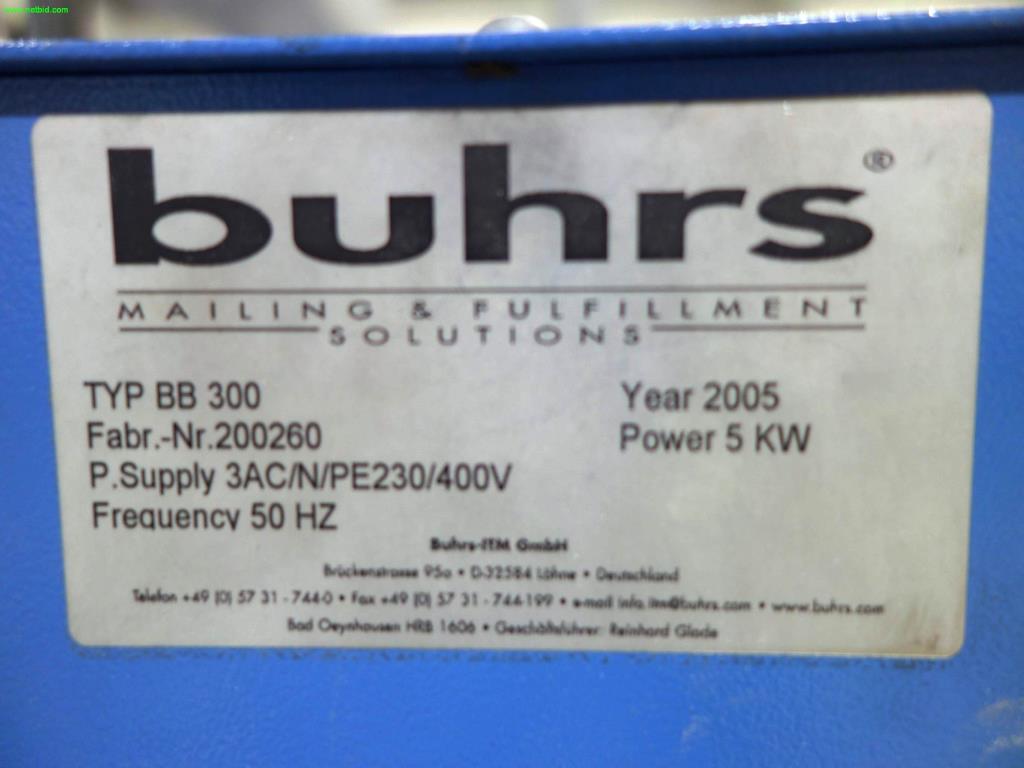 www.netbid.com
buhrs®
MAILING & FULFILLMENT
SOLUTIONS
TYP BB 300
Year 2005
Fabr.-Nr.200260
Power 5 KW
P.Supply 3AC/N/PE230/400V
Frequency 50 HZ
Buhrs-ITM GmbH
Brückenstrasse 95a • D-32584 Löhne • Deutschland
Telefon +49 (0) 57 31 - 744-0 • Fax +49 (0) 57 31 - 744-199 • e-mail info.itm@buhrs.com • www.buhrs.com
Bad Oeynhausen HRB 1606 • Geschäftsführer: Reinhard Glade